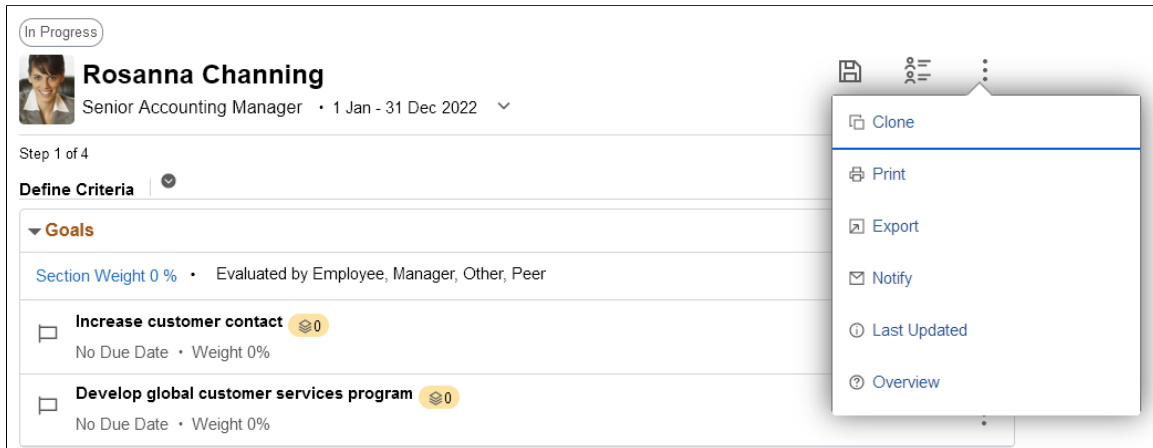 In Progress
Rosanna Channing
Senior Accounting Manager • 1 Jan - 31 Dec 2022
Step 1 of 4
Define Criteria
Goals
Section Weight 0 % • Evaluated by Employee, Manager, Other, Peer
Increase customer contact 0
No Due Date • Weight 0%
Develop global customer services program 0
No Due Date • Weight 0%
Clone
Print
Export
Notify
Last Updated
Overview